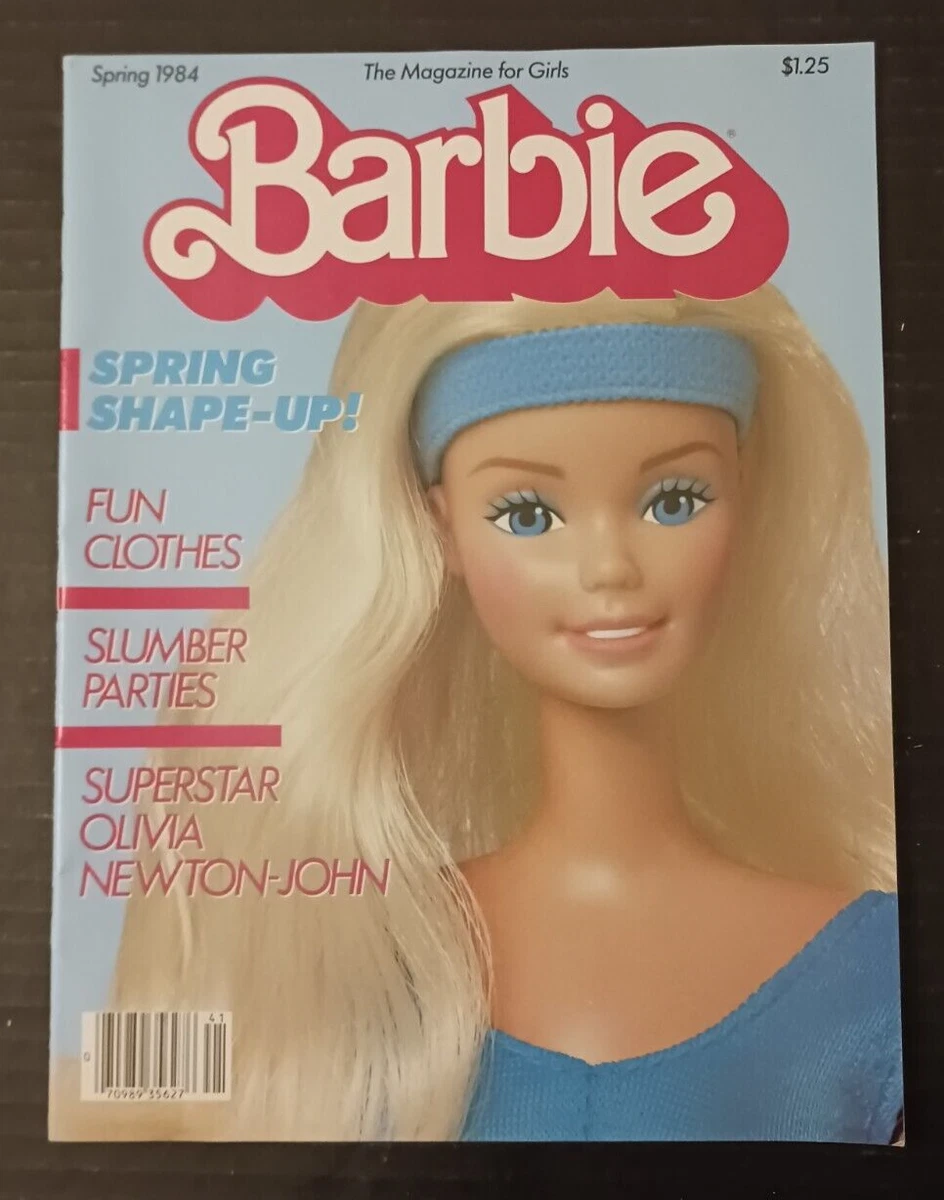 Spring 1984
The Magazine for Girls
$1.25
Barbie®
SPRING
SHAPE-UP!
FUN
CLOTHES
SLUMBER
PARTIES
SUPERSTAR
OLIVIA
NEWTON-JOHN
41
0 70989 35627